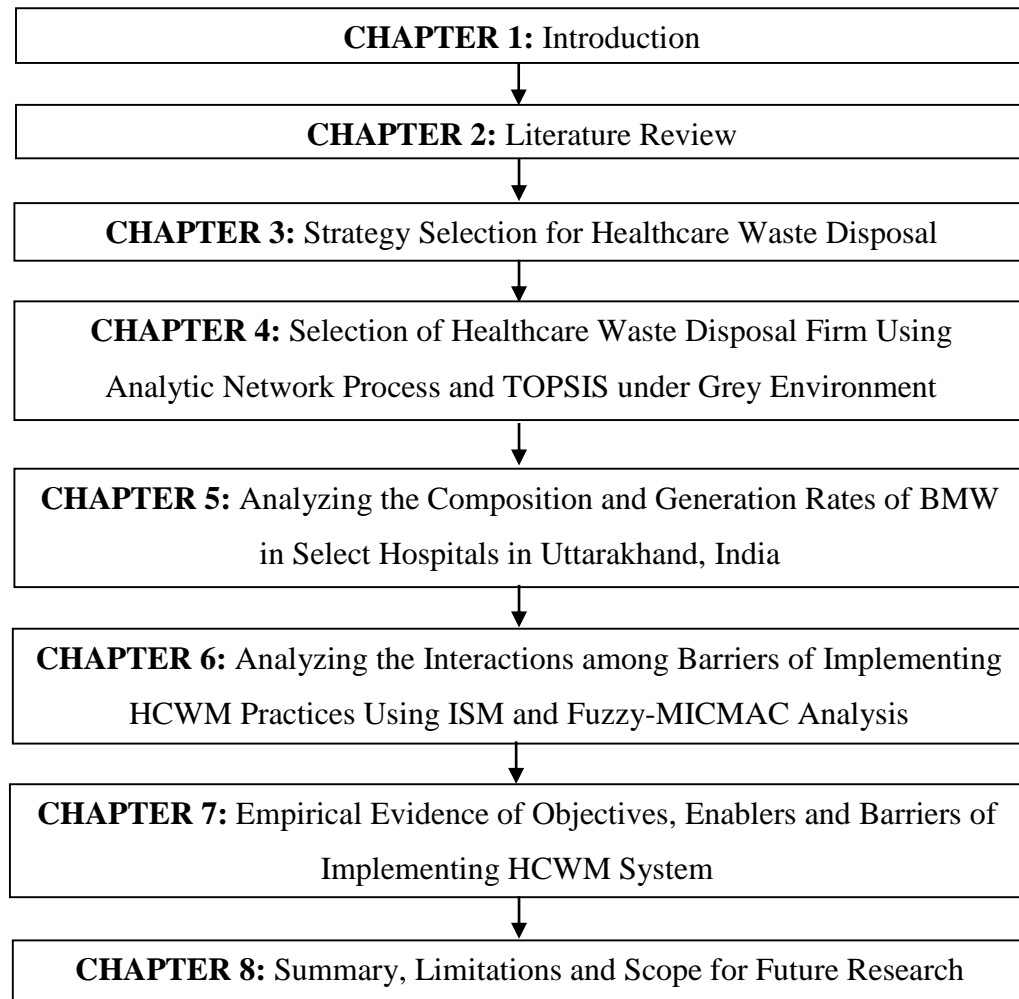 CHAPTER 1: Introduction
CHAPTER 2: Literature Review
CHAPTER 3: Strategy Selection for Healthcare Waste Disposal
CHAPTER 4: Selection of Healthcare Waste Disposal Firm Using
Analytic Network Process and TOPSIS under Grey Environment
CHAPTER 5: Analyzing the Composition and Generation Rates of BMW
in Select Hospitals in Uttarakhand, India
CHAPTER 6: Analyzing the Interactions among Barriers of Implementing
HCWM Practices Using ISM and Fuzzy-MICMAC Analysis
CHAPTER 7: Empirical Evidence of Objectives, Enablers and Barriers of
Implementing HCWM System
CHAPTER 8: Summary, Limitations and Scope for Future Research